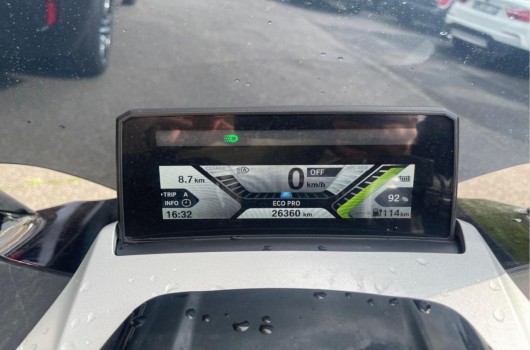 8.7 km
0 OFF
km/h
TRIP A
INFO
92 %
ECO PRO
16:32
26360 km
114 km